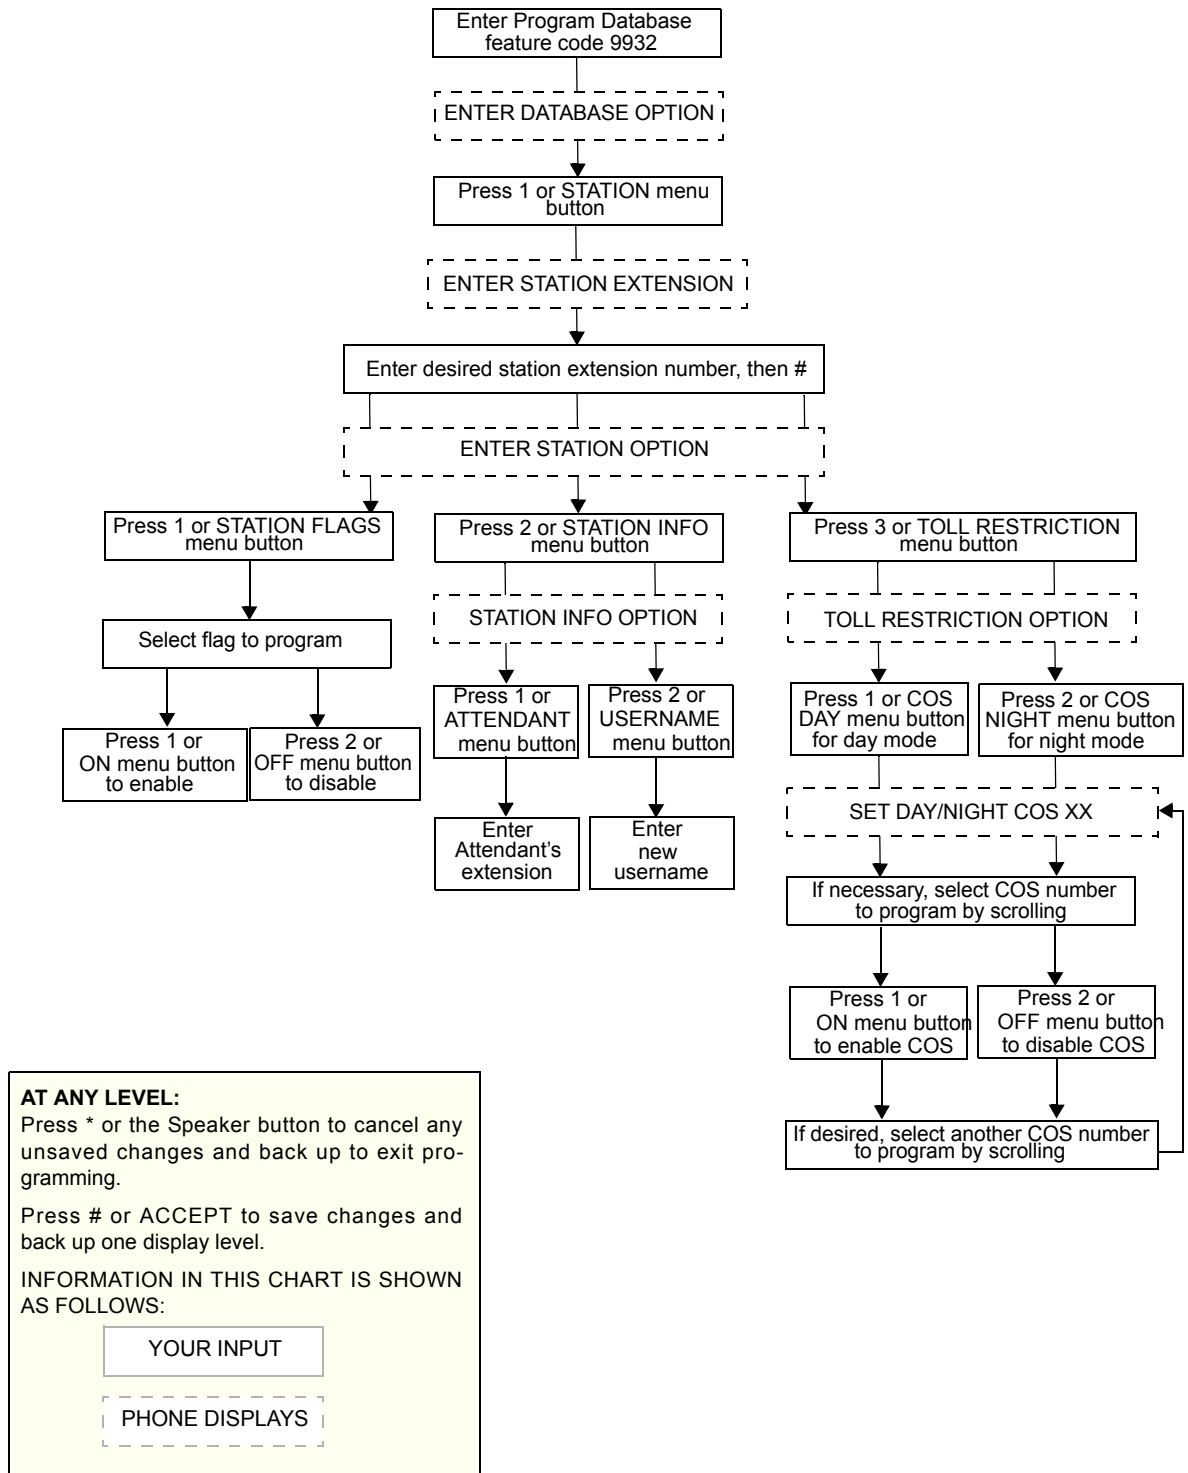 Enter Program Database
feature code 9932
ENTER DATABASE OPTION
Press 1 or STATION menu
button
ENTER STATION EXTENSION
Enter desired station extension number, then #
ENTER STATION OPTION
Press 1 or STATION FLAGS
menu button
Press 2 or STATION INFO
menu button
Press 3 or TOLL RESTRICTION
menu button
Select flag to program
STATION INFO OPTION
TOLL RESTRICTION OPTION
Press 1 or
ON menu button
to enable
Press 2 or
OFF menu button
to disable
Press 1 or
ATTENDANT
menu button
Press 2 or
USERNAME
menu button
Press 1 or COS
DAY menu button
for day mode
Press 2 or COS
NIGHT menu button
for night mode
Enter
Attendant's
extension
Enter
new
username
SET DAY/NIGHT COS XX
If necessary, select COS number
to program by scrolling
Press 1 or
ON menu button
to enable COS
Press 2 or
OFF menu button
to disable COS
If desired, select another COS number
to program by scrolling
AT ANY LEVEL:
Press * or the Speaker button to cancel any
unsaved changes and back up to exit pro-
gramming.
Press # or ACCEPT to save changes and
back up one display level.
INFORMATION IN THIS CHART IS SHOWN
AS FOLLOWS:
YOUR INPUT
PHONE DISPLAYS